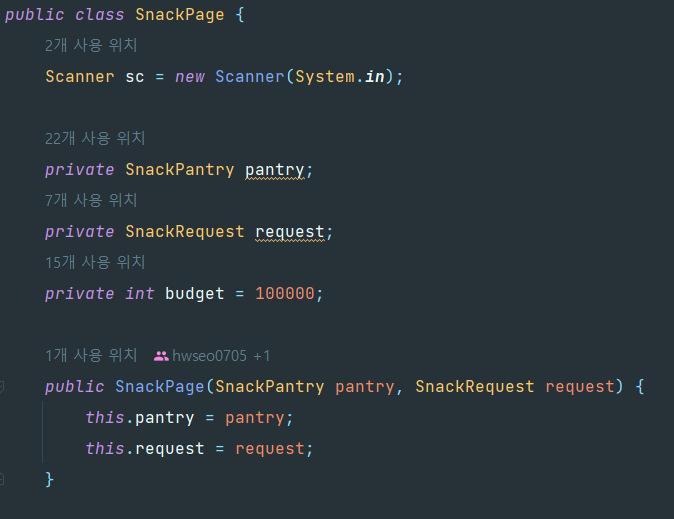 public class SnackPage {
2개 사용 위치
Scanner sc = new Scanner(System.in);
22개 사용 위치
private SnackPantry pantry;
7개 사용 위치
private SnackRequest request;
15개 사용 위치
private int budget = 100000;
1개 사용 위치 hwseo0705 +1
public SnackPage(SnackPantry pantry, SnackRequest request) {
this.pantry = pantry;
this.request = request;
}